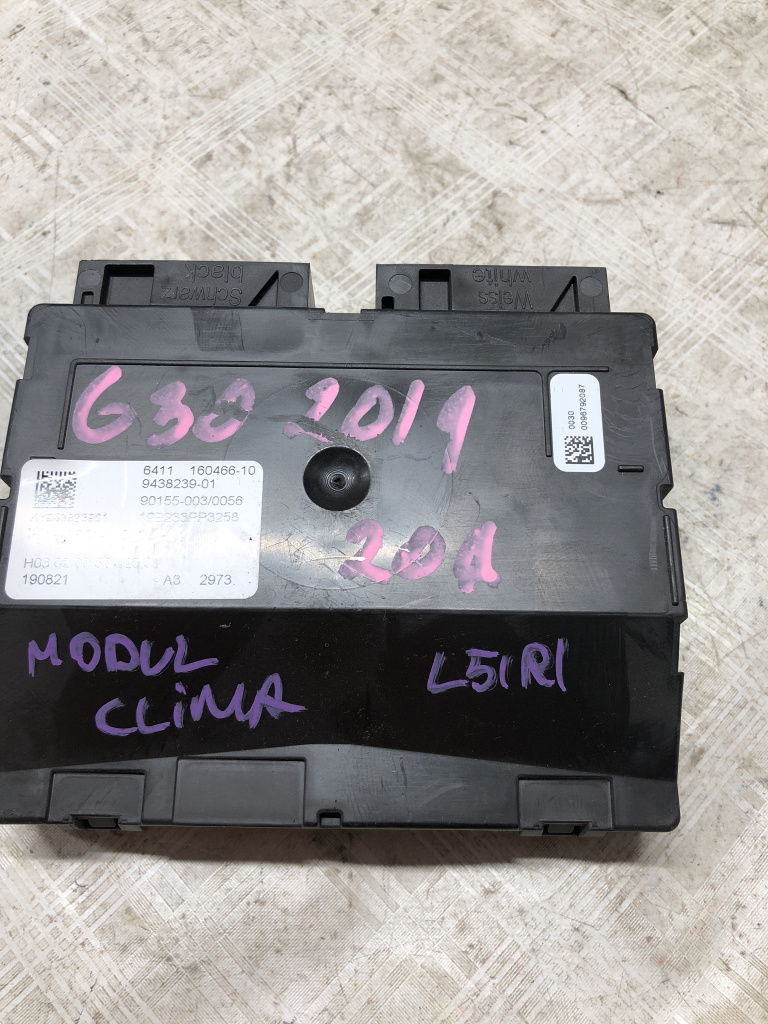 Schwarz
black
Weiss
white
G30 2019
0030
0096792087
6411 160466-10
9438239-01
90155-003/0056
20d
190821 A3 2973
MODUL
CLiMA
L51R1